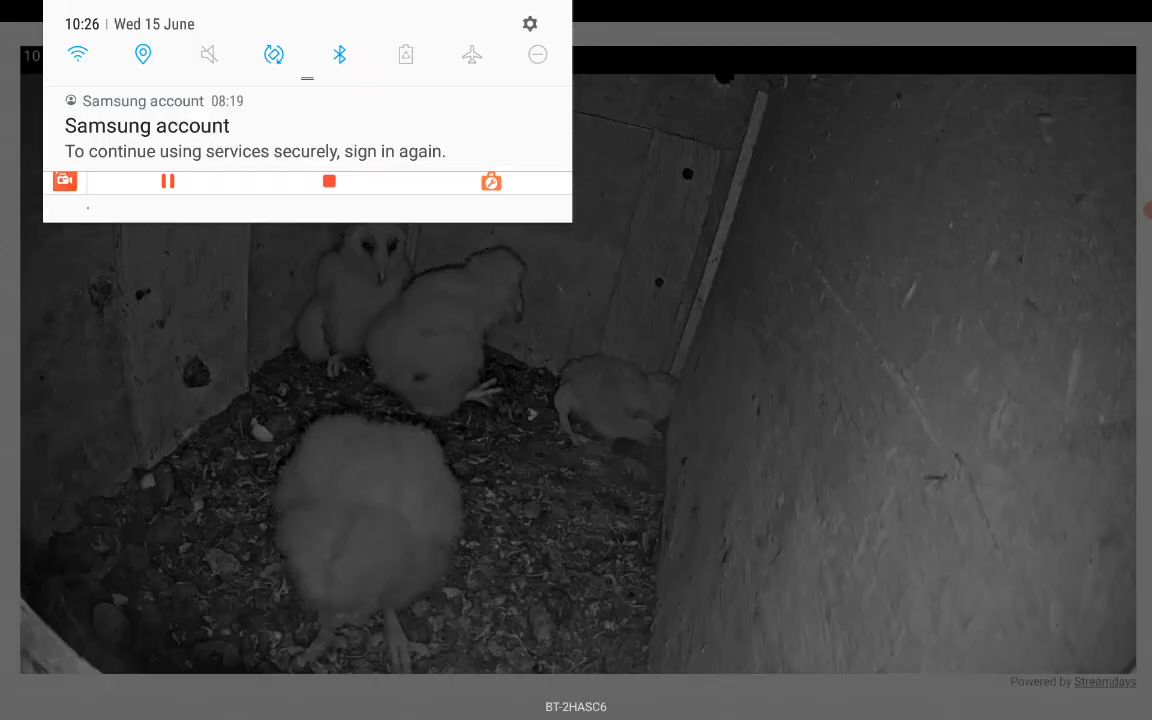 10:26 | Wed 15 June
Samsung account 08:19
Samsung account
To continue using services securely, sign in again.
10
Powered by Streamdays
BT-2HASC6